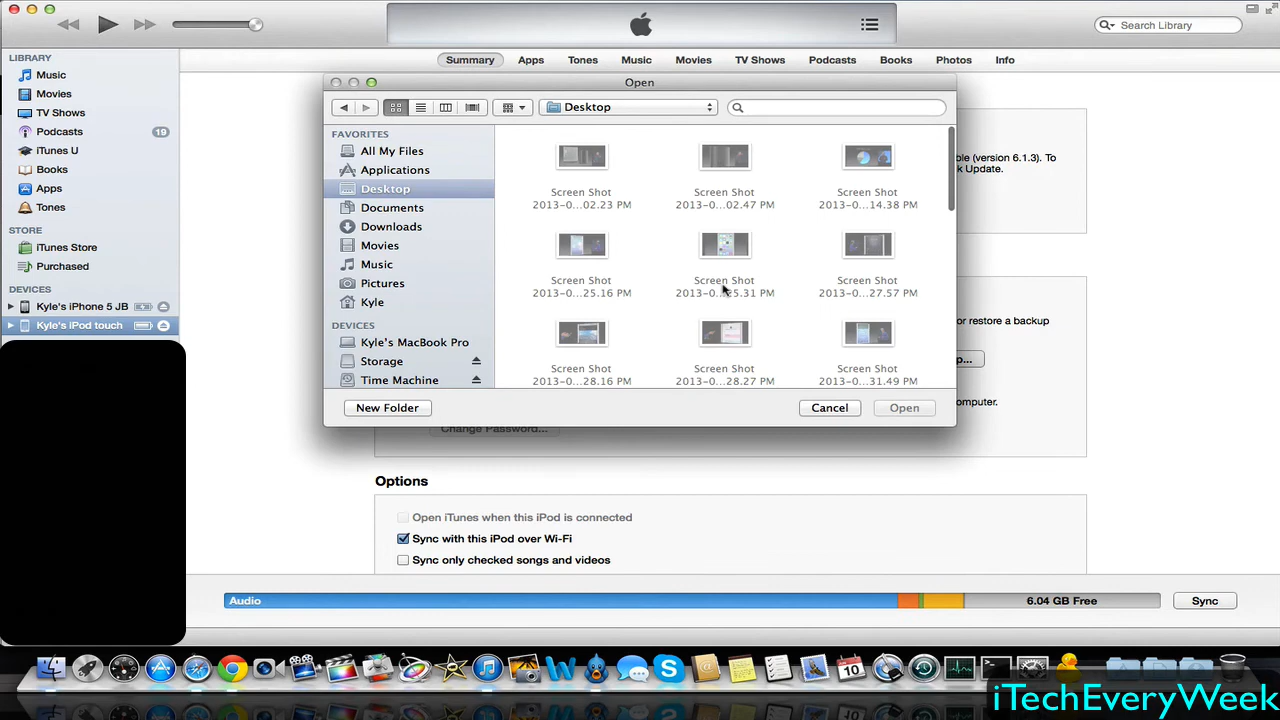 Search Library
LIBRARY
Music
Movies
TV Shows
Podcasts
19
iTunes U
Books
Apps
Tones
STORE
iTunes Store
Purchased
DEVICES
Kyle's iPhone 5 JB
Kyle's iPod touch
Summary
Apps
Tones
Music
Movies
TV Shows
Podcasts
Books
Photos
Info
Open
Desktop
FAVORITES
All My Files
Applications
Desktop
Documents
Downloads
Movies
Music
Pictures
Kyle
DEVICES
Kyle's MacBook Pro
Storage
Time Machine
Screen Shot
2013-0...02.23 PM
Screen Shot
2013-0...02.47 PM
Screen Shot
2013-0...14.38 PM
Screen Shot
2013-0...25.16 PM
Screen Shot
2013-0...25.31 PM
Screen Shot
2013-0...27.57 PM
Screen Shot
2013-0...28.16 PM
Screen Shot
2013-0...28.27 PM
Screen Shot
2013-0...31.49 PM
New Folder
Cancel
Open
ble (version 6.1.3). To
k Update.
or restore a backup
p...
computer.
Change Password...
Options
Open iTunes when this iPod is connected
Sync with this iPod over Wi-Fi
Sync only checked songs and videos
Audio
6.04 GB Free
Sync
10
iTechEveryWeek